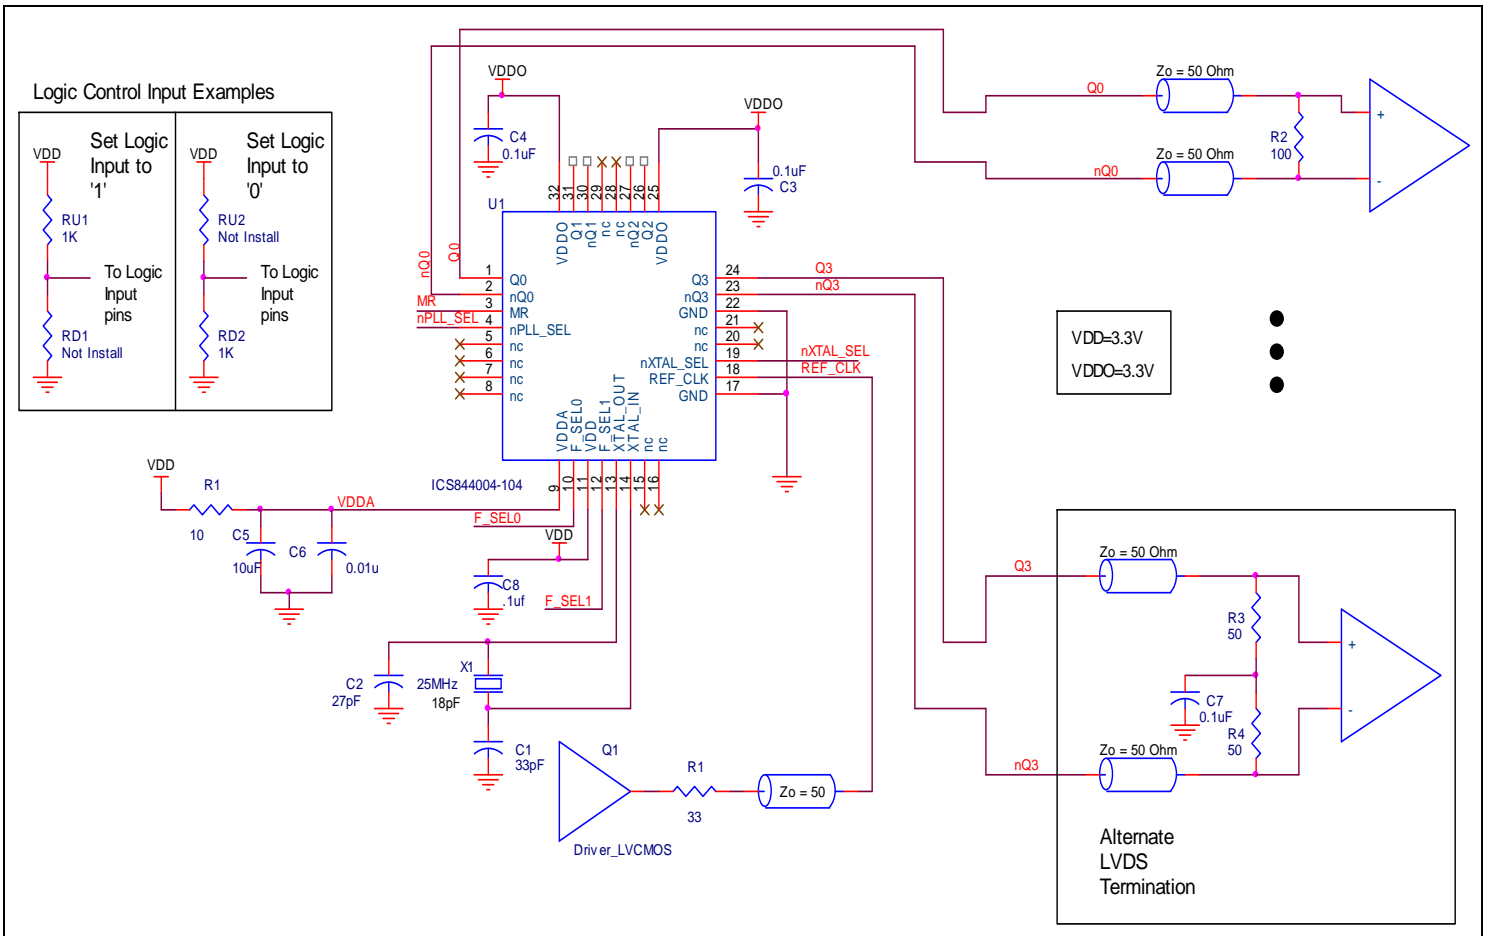 Logic Control Input Examples
Set Logic
Input to
'1'
VDD
RU1
1K
To Logic
Input
pins
RD1
Not Install
Set Logic
Input to
'0'
VDD
RU2
Not Install
To Logic
Input
pins
RD2
1K
VDDO
C4
0.1uF
VDDO
0.1uF
C3
U1
32
31
30
29
28
27
26
25
VDDO
Q1
nQ1
nc
nc
nQ2
Q2
VDDO
nQ0
Q0
MR
nPLL_SEL
1
2
3
4
5
6
7
8
Q0
nQ0
MR
nPLL_SEL
nc
nc
nc
nc
Q3
nQ3
GND
nc
nc
nXTAL_SEL
REF_CLK
GND
24
23
22
21
20
19
18
17
Q3
nQ3
nXTAL_SEL
REF_CLK
VDDA
F_SEL0
VDD
F_SEL1
XTAL_OUT
XTAL_IN
nc
nc
9
10
11
12
13
14
15
16
ICS844004-104
VDD
R1
10
VDDA
C5
10uF
C6
0.01u
F_SEL0
VDD
C8
.1uf
F_SEL1
C2
27pF
X1
25MHz
18pF
C1
33pF
Q1
Driver_LVCMOS
R1
33
Zo = 50
Q0
Zo = 50 Ohm
nQ0
Zo = 50 Ohm
R2
100
+
-
VDD=3.3V
VDDO=3.3V
Q3
Zo = 50 Ohm
R3
50
C7
0.1uF
R4
50
nQ3
Zo = 50 Ohm
+
-
Alternate
LVDS
Termination